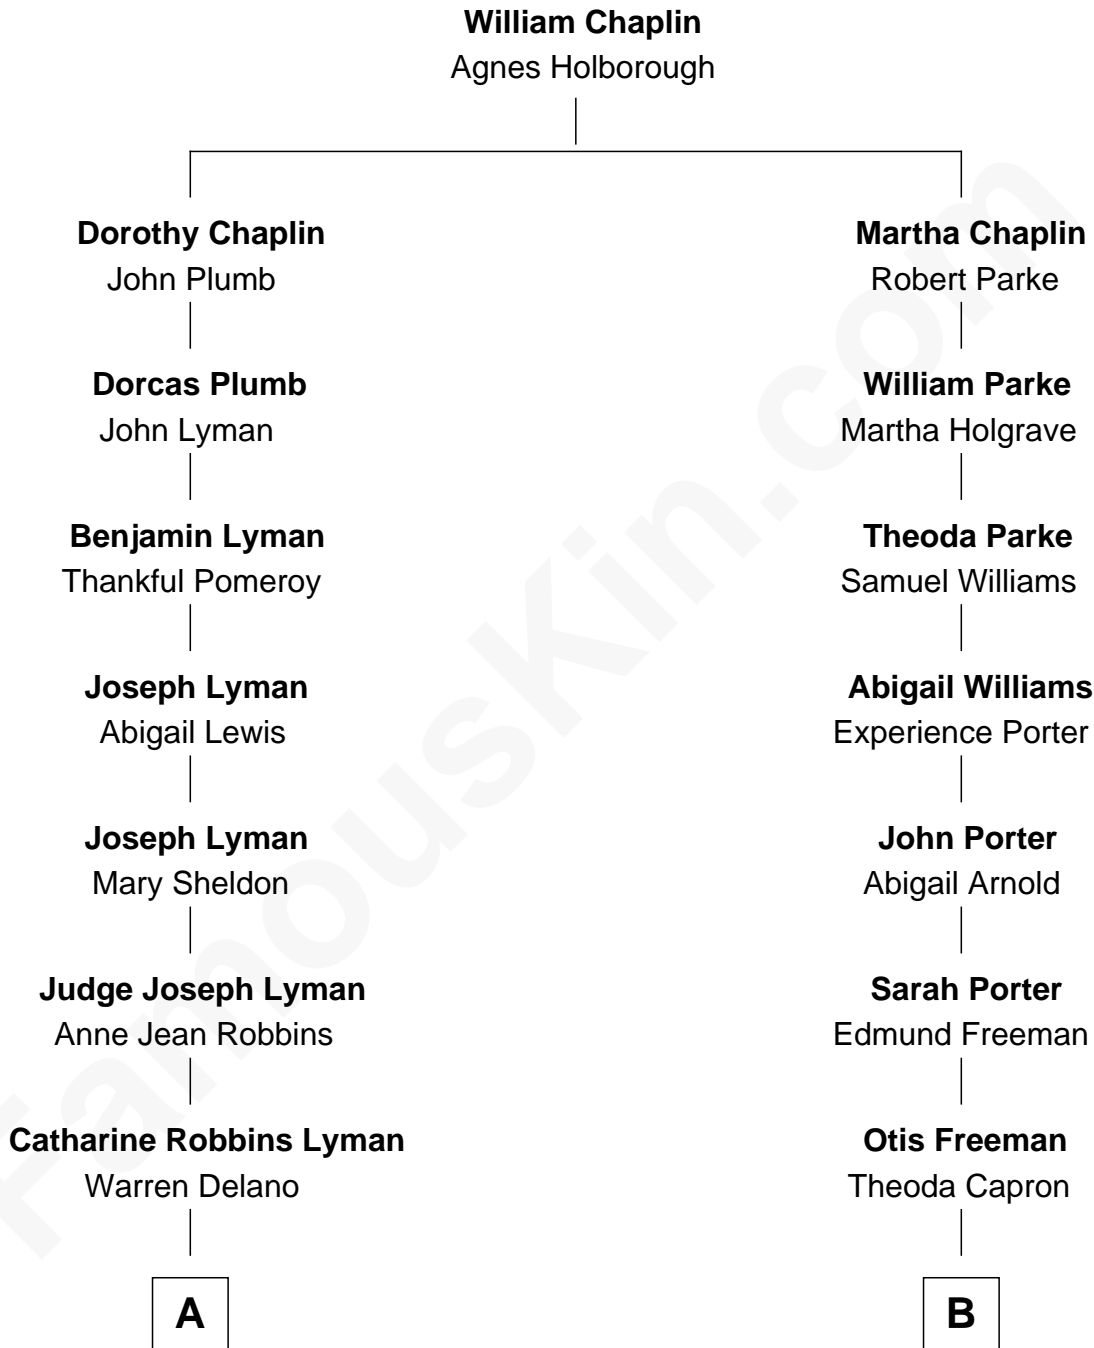 William Chaplin
Agnes Holborough
Dorothy Chaplin
John Plumb
Dorcas Plumb
John Lyman
Benjamin Lyman
Thankful Pomeroy
Joseph Lyman
Abigail Lewis
Joseph Lyman
Mary Sheldon
Judge Joseph Lyman
Anne Jean Robbins
Catharine Robbins Lyman
Warren Delano
A
Martha Chaplin
Robert Parke
William Parke
Martha Holgrave
Theoda Parke
Samuel Williams
Abigail Williams
Experience Porter
John Porter
Abigail Arnold
Sarah Porter
Edmund Freeman
Otis Freeman
Theoda Capron
B
FamousKin.com